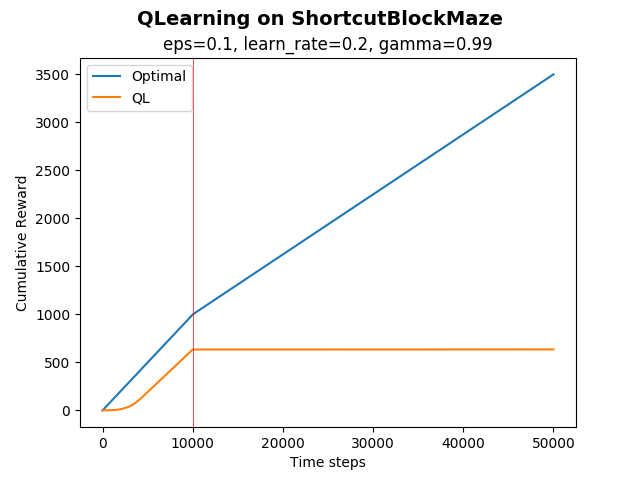 QLearning on ShortcutBlockMaze
eps=0.1, learn_rate=0.2, gamma=0.99
Optimal
QL
3500
3000
2500
2000
1500
1000
500
0
Cumulative Reward
0 10000 20000 30000 40000 50000
Time steps